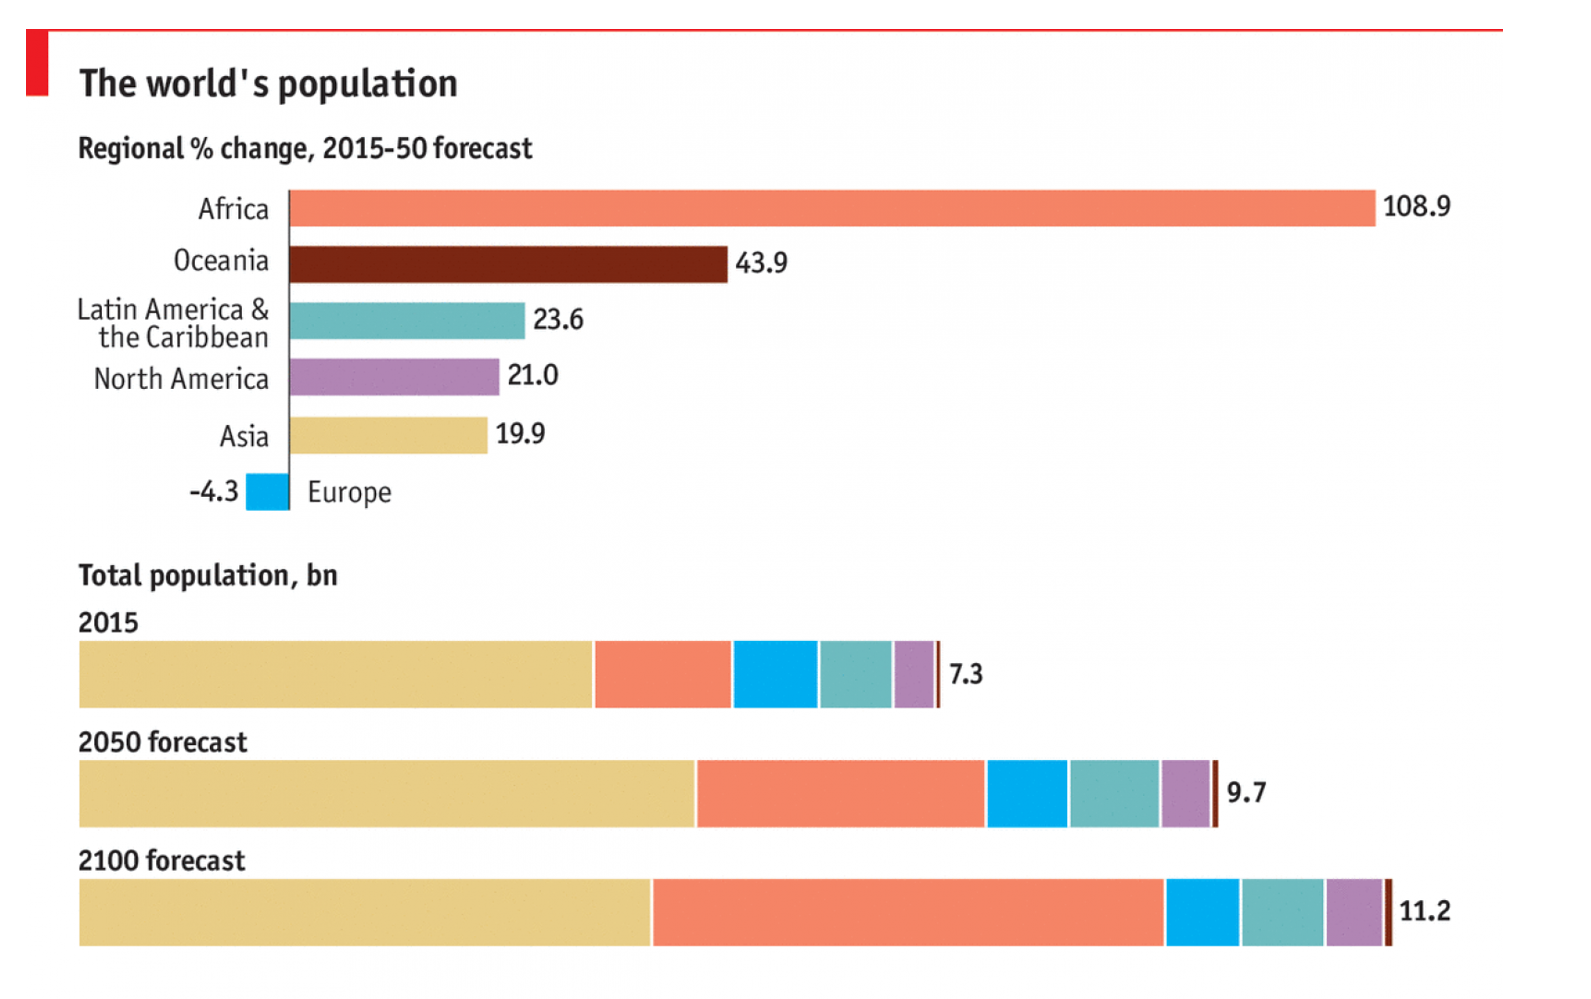 The world's population
Regional % change, 2015-50 forecast
Africa 108.9
Oceania 43.9
Latin America &
the Caribbean 23.6
North America 21.0
Asia 19.9
-4.3 Europe
Total population, bn
2015
7.3
2050 forecast
9.7
2100 forecast
11.2